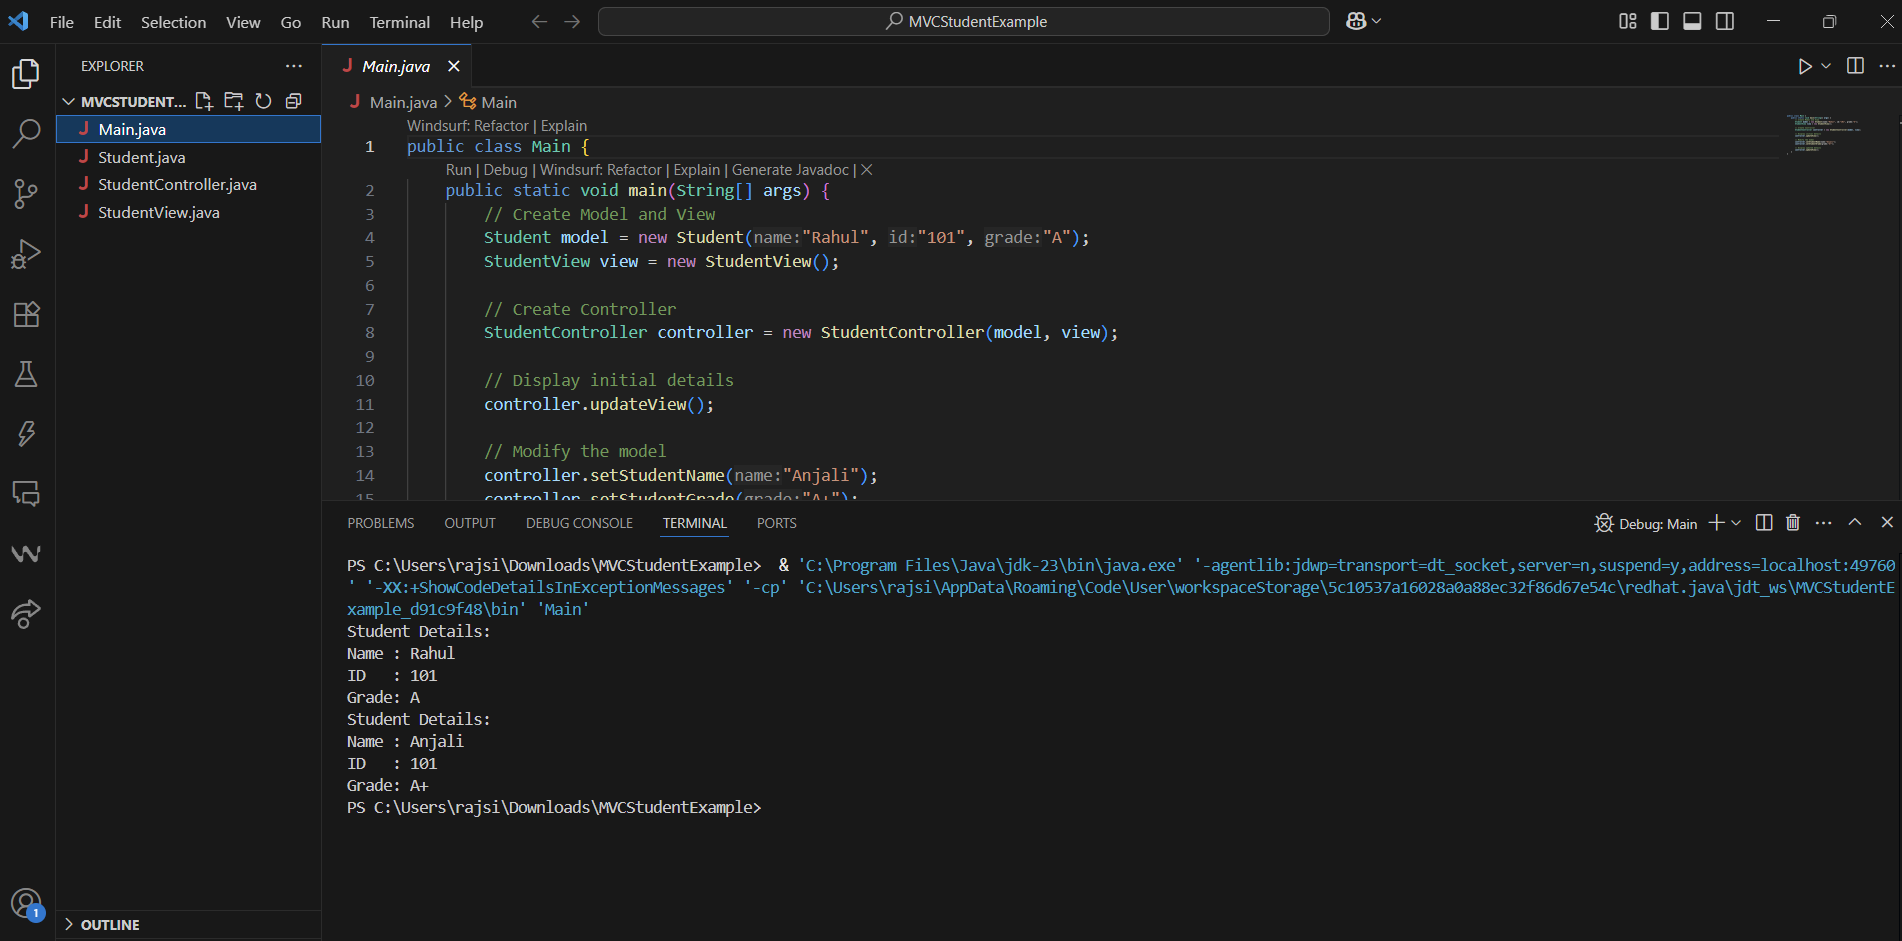 File Edit Selection View Go Run Terminal Help
MVCStudentExample
EXPLORER
MVCSTUDENT...
Main.java
Student.java
StudentController.java
StudentView.java
OUTLINE
1
Main.java
Main.java > Main
Windsurf: Refactor | Explain
1 public class Main {
Run | Debug | Windsurf: Refactor | Explain | Generate Javadoc |
2 public static void main(String[] args) {
3 // Create Model and View
4 Student model = new Student(name:"Rahul", id:"101", grade:"A");
5 StudentView view = new StudentView();
6
7 // Create Controller
8 StudentController controller = new StudentController(model, view);
9
10 // Display initial details
11 controller.updateView();
12
13 // Modify the model
14 controller.setStudentName(name:"Anjali");
15 controller.setStudentGrade(grade:"A+");
PROBLEMS OUTPUT DEBUG CONSOLE TERMINAL PORTS
Debug: Main
PS C:\Users\rajsi\Downloads\MVCStudentExample> & 'C:\Program Files\Java\jdk-23\bin\java.exe' '-agentlib:jdwp=transport=dt_socket,server=n,suspend=y,address=localhost:49760
' '-XX:+ShowCodeDetailsInExceptionMessages' '-cp' 'C:\Users\rajsi\AppData\Roaming\Code\User\workspaceStorage\5c10537a16028a0a88ec32f86d67e54c\redhat.java\jdt_ws\MVCStudentE
xample_d91c9f48\bin' 'Main'
Student Details:
Name : Rahul
ID : 101
Grade: A
Student Details:
Name : Anjali
ID : 101
Grade: A+
PS C:\Users\rajsi\Downloads\MVCStudentExample>